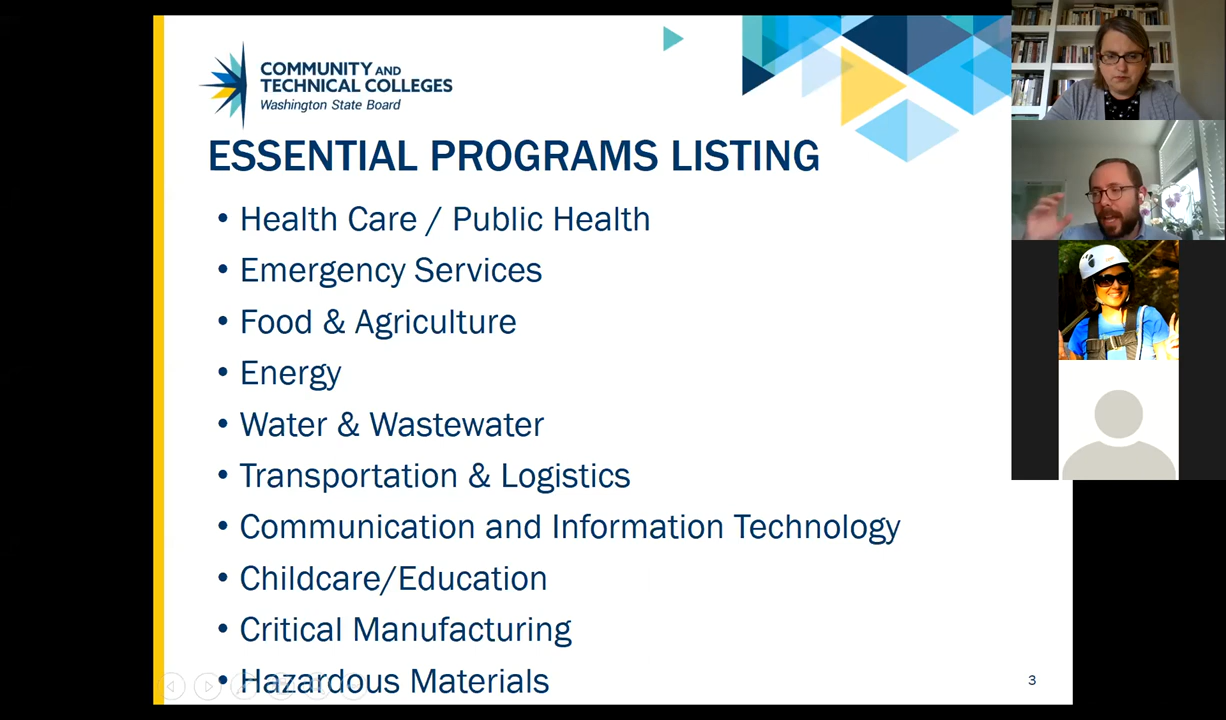 COMMUNITY AND
TECHNICAL COLLEGES
Washington State Board
ESSENTIAL PROGRAMS LISTING
• Health Care / Public Health
• Emergency Services
• Food & Agriculture
• Energy
• Water & Wastewater
• Transportation & Logistics
• Communication and Information Technology
• Childcare/Education
• Critical Manufacturing
• Hazardous Materials
3